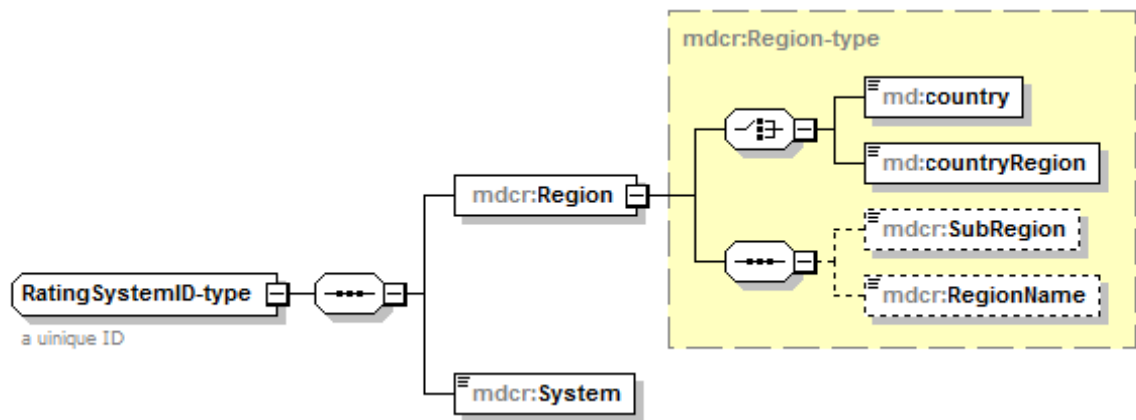 mdcr:Region-type
md:country
md:countryRegion
mdcr:Region
mdcr:SubRegion
RatingSystemID-type
mdcr:RegionName
a uinique ID
mdcr:System